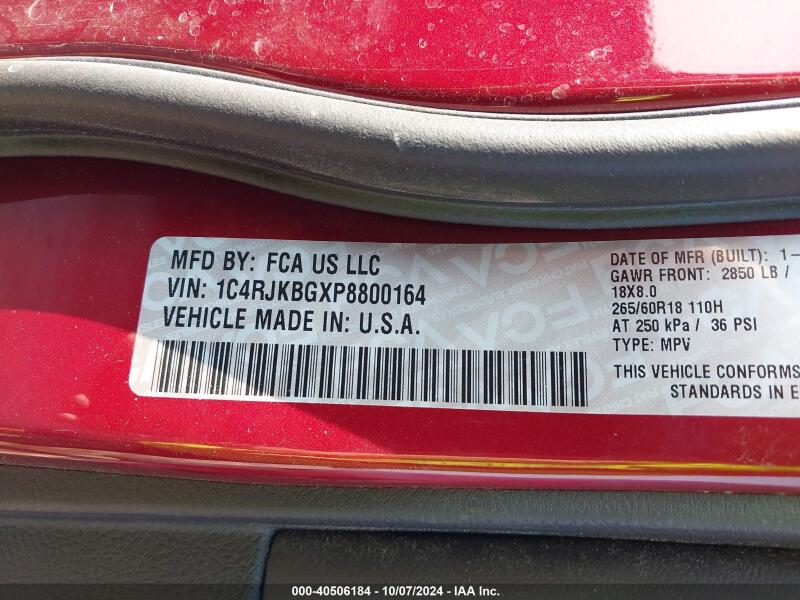 MFD BY: FCA US LLC
VIN: 1C4RJKBGXP8800164
VEHICLE MADE IN: U.S.A.
DATE OF MFR (BUILT): 1-
GAWR FRONT: 2850 LB /
18X8.0
265/60R18 110H
AT 250 kPa / 36 PSI
TYPE: MPV
THIS VEHICLE CONFORMS
STANDARDS IN E
000-40506184 - 10/07/2024 - IAA Inc.